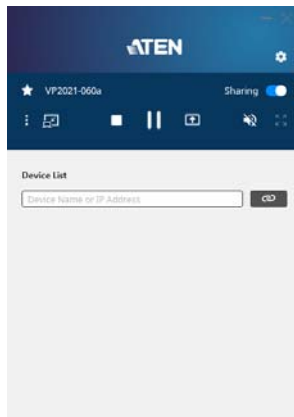 ATEN
VP2021-060a Sharing
Device List
Device Name or IP Address